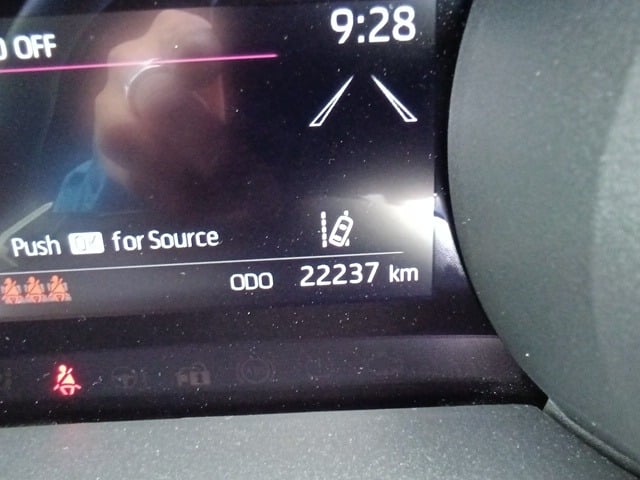 OFF
9:28
Push OK for Source
ODO 22237 km